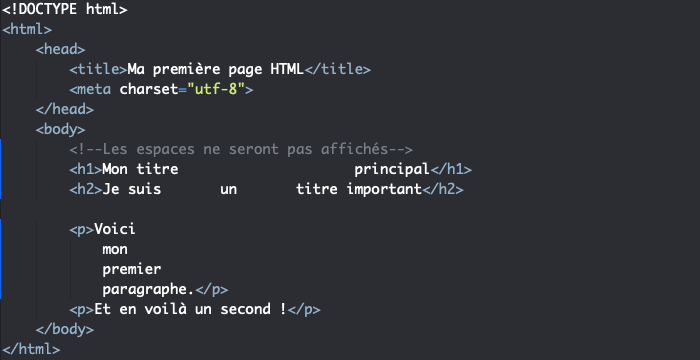 <!DOCTYPE html>
<html>
    <head>
        <title>Ma première page HTML</title>
        <meta charset="utf-8">
    </head>
    <body>
        <!--Les espaces ne seront pas affichés-->
        <h1>Mon titre                     principal</h1>
        <h2>Je suis       un       titre important</h2>

        <p>Voici
            mon
            premier
            paragraphe.</p>
        <p>Et en voilà un second !</p>
    </body>
</html>